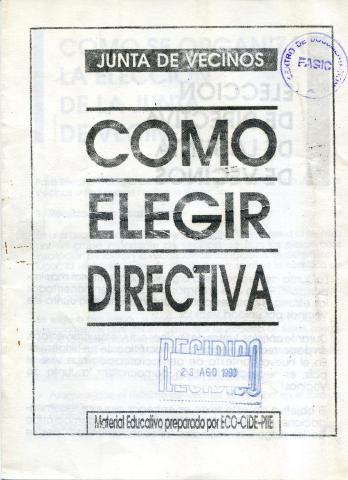 JUNTA DE VECINOS
CENTRO DE DOCUMENTACION
FASIC
COMO
ELEGIR
DIRECTIVA
RECIBIDO
28 AGO 1990
RECIBIDO
Material Educativo preparado por ECO-CIDE-PIIE